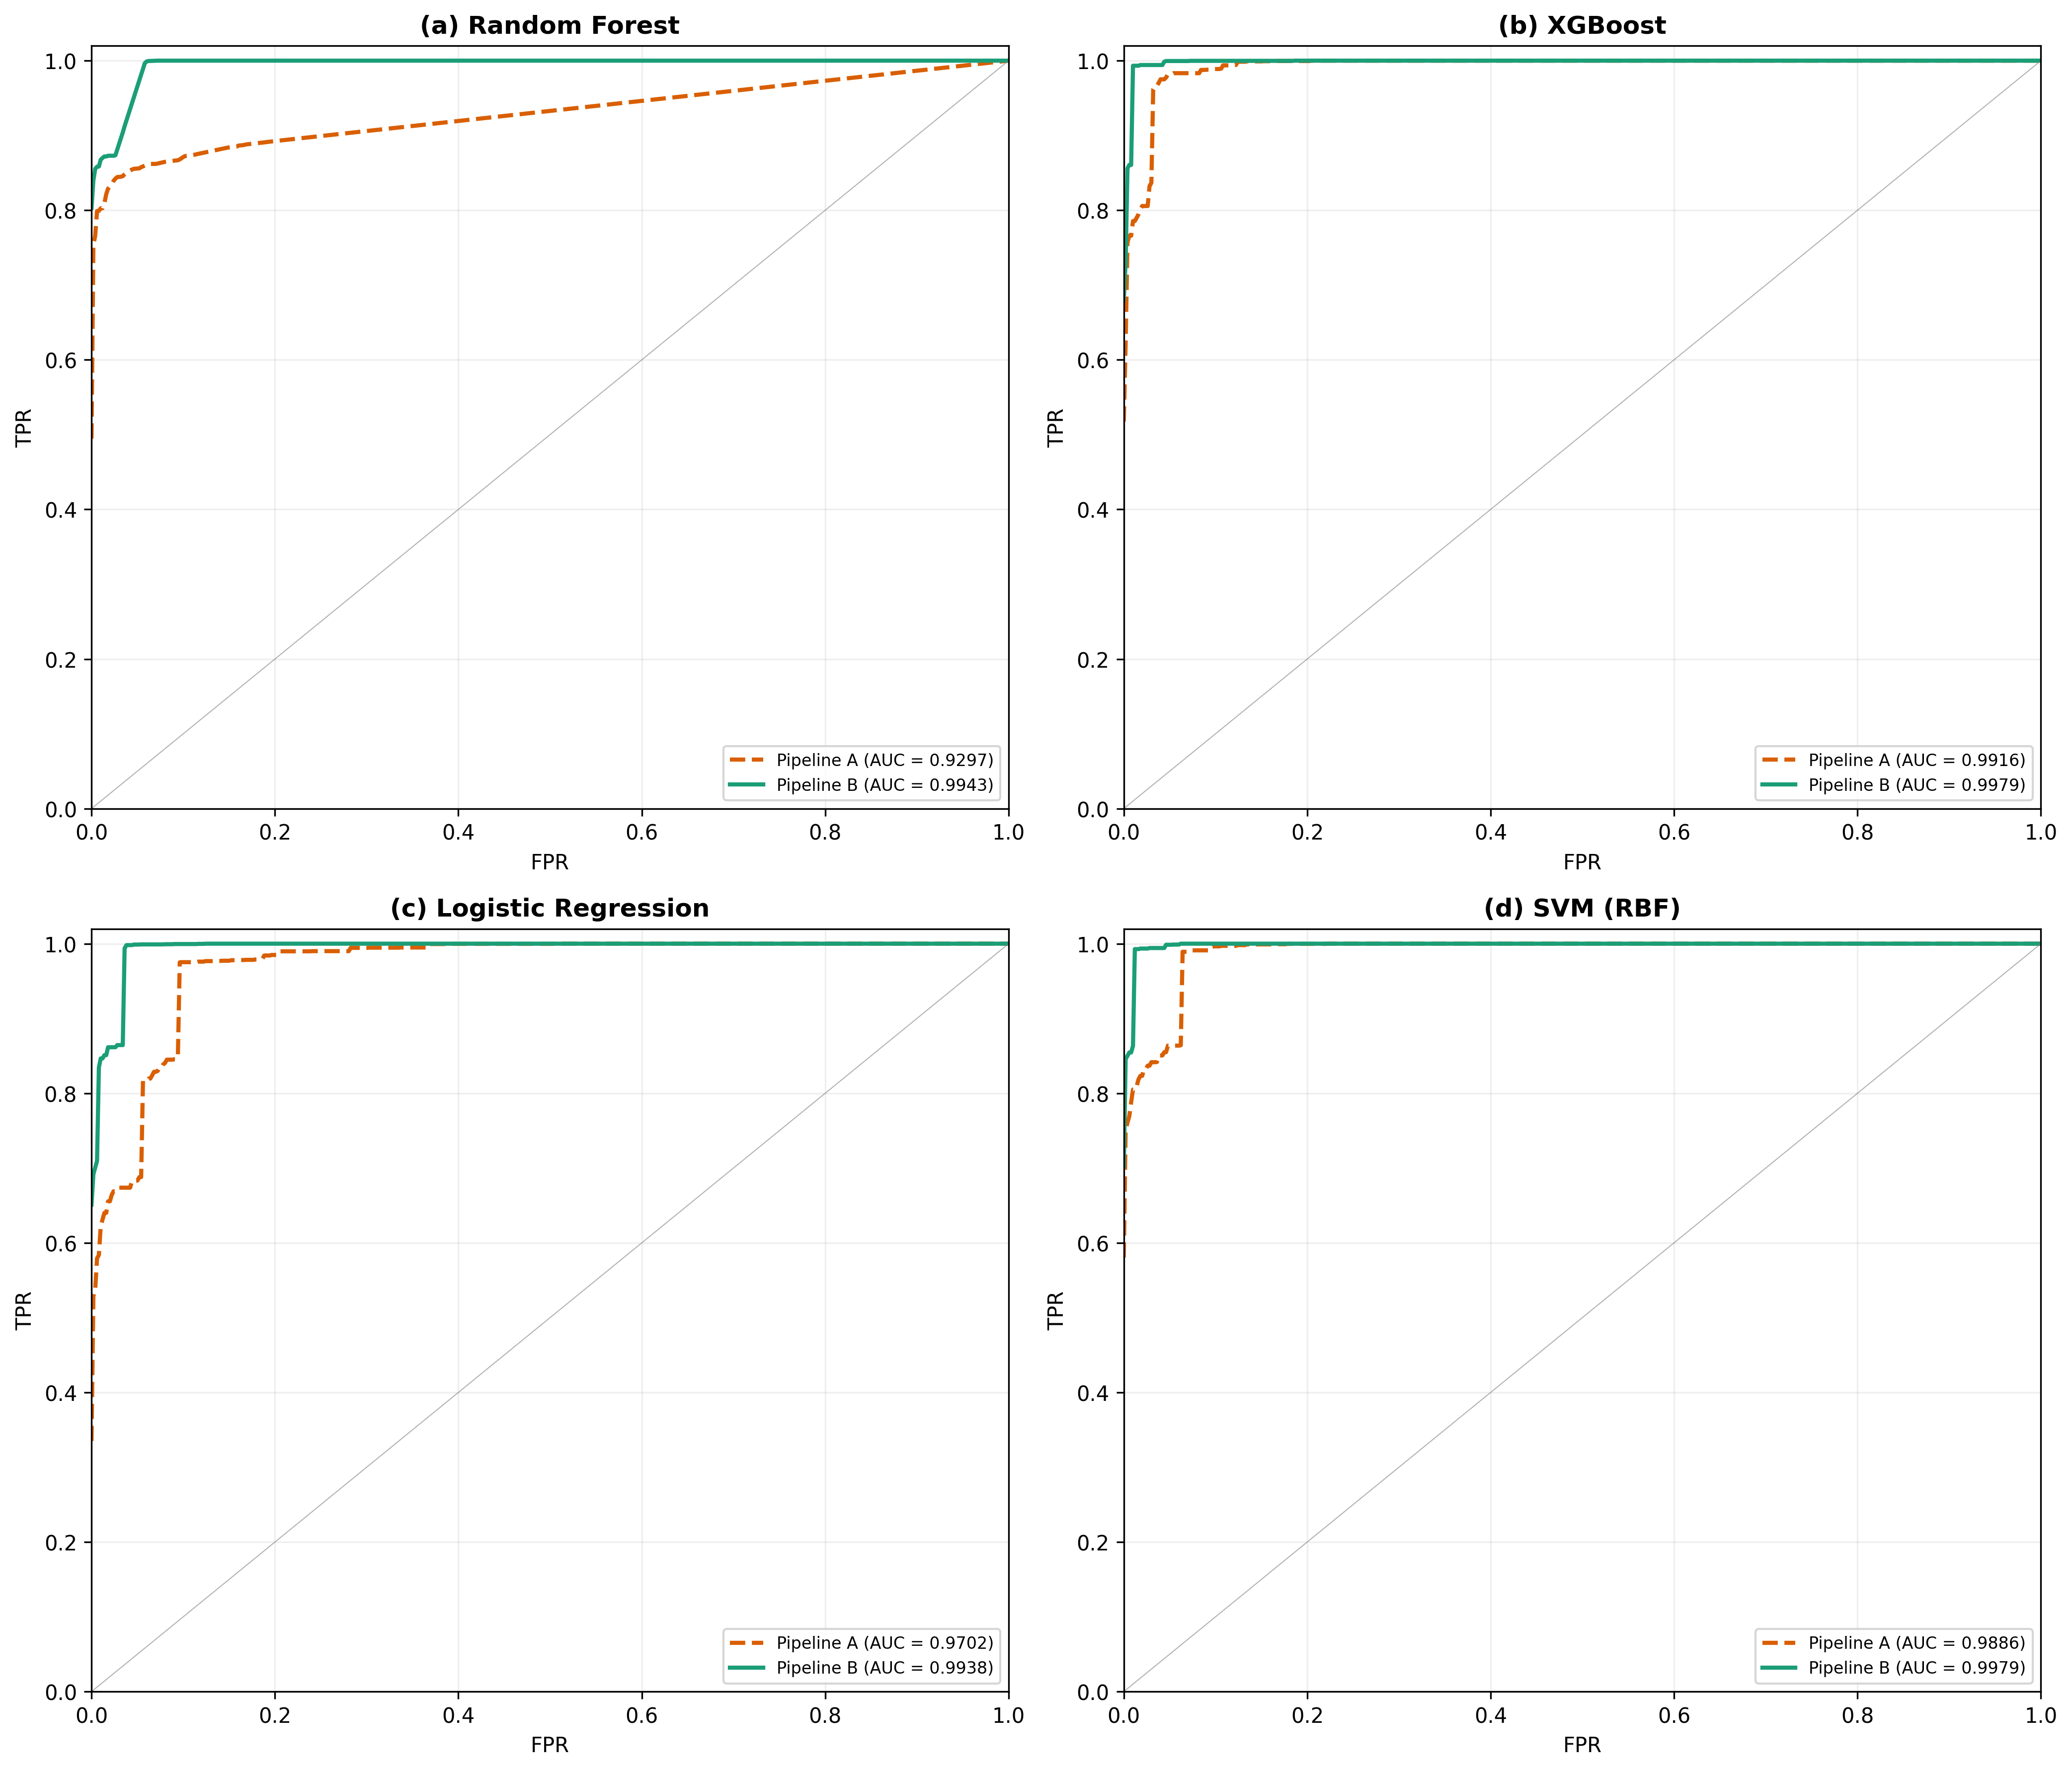 (a) Random Forest
1.0
0.8
0.6
0.4
0.2
0.0
TPR
0.0 0.2 0.4 0.6 0.8 1.0
FPR
Pipeline A (AUC = 0.9297)
Pipeline B (AUC = 0.9943)
(b) XGBoost
1.0
0.8
0.6
0.4
0.2
0.0
TPR
0.0 0.2 0.4 0.6 0.8 1.0
FPR
Pipeline A (AUC = 0.9916)
Pipeline B (AUC = 0.9979)
(c) Logistic Regression
1.0
0.8
0.6
0.4
0.2
0.0
TPR
0.0 0.2 0.4 0.6 0.8 1.0
FPR
Pipeline A (AUC = 0.9702)
Pipeline B (AUC = 0.9938)
(d) SVM (RBF)
1.0
0.8
0.6
0.4
0.2
0.0
TPR
0.0 0.2 0.4 0.6 0.8 1.0
FPR
Pipeline A (AUC = 0.9886)
Pipeline B (AUC = 0.9979)